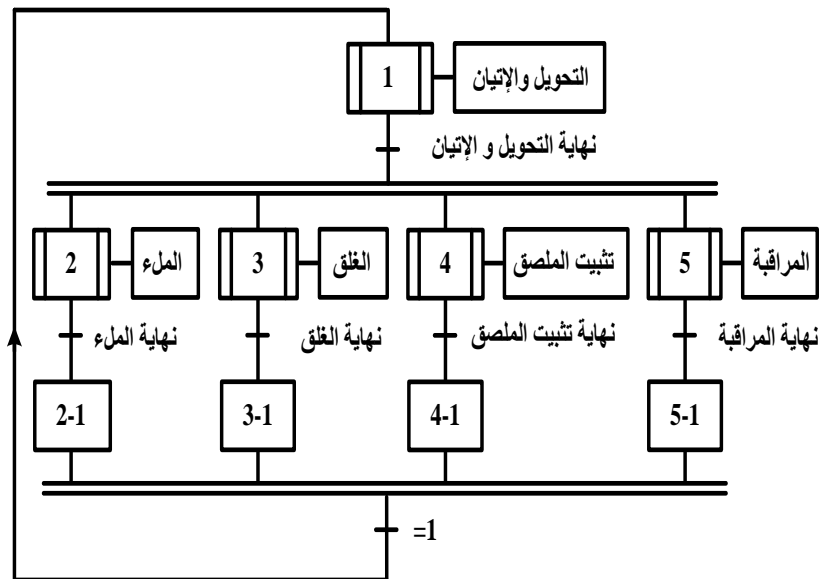 1
التحويل والإتيان
نهاية التحويل و الإتيان
2
الملء
3
الغلق
4
تثبيت الملصق
5
المراقبة
نهاية الملء
نهاية الغلق
نهاية تثبيت الملصق
نهاية المراقبة
2-1
3-1
4-1
5-1
=1